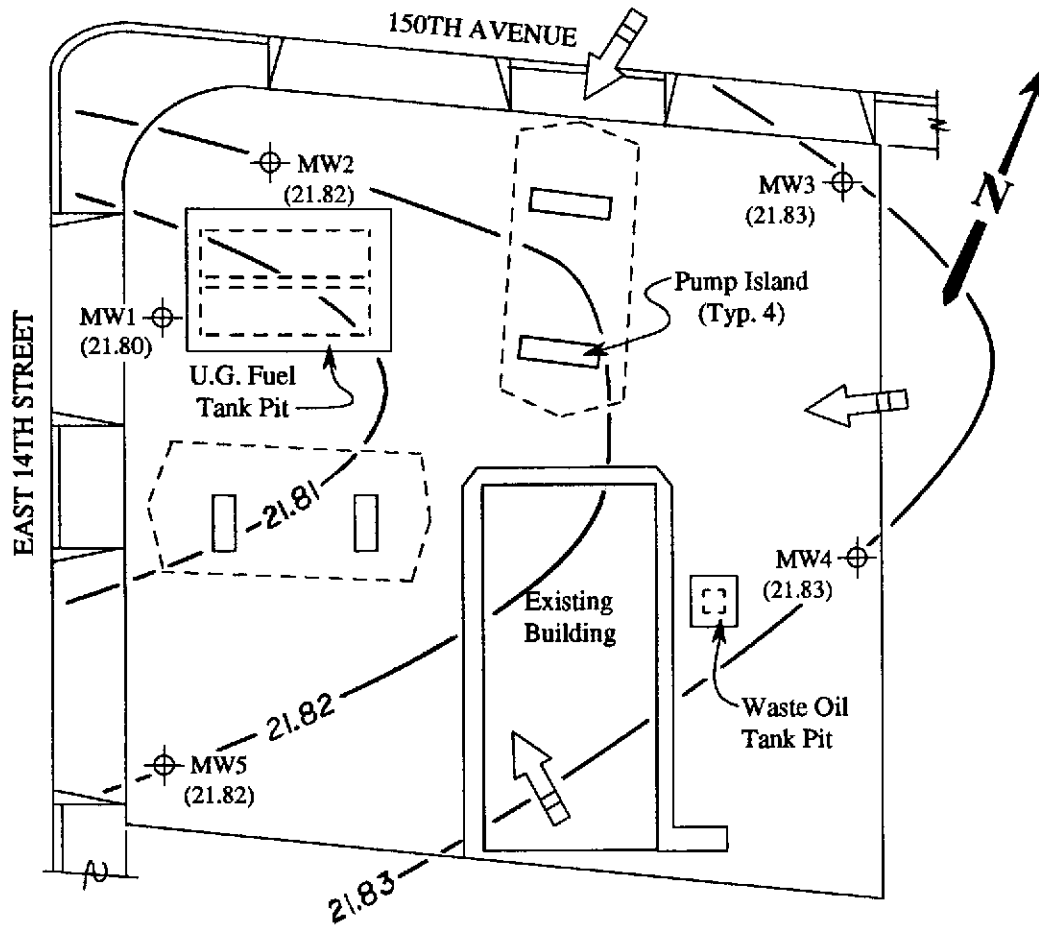 150TH AVENUE
N
MW2
(21.82)
MW3
(21.83)
Pump Island
(Typ. 4)
MW1
(21.80)
U.G. Fuel
Tank Pit
EAST 14TH STREET
21.81
MW4
(21.83)
Existing
Building
21.82
Waste Oil
Tank Pit
MW5
(21.82)
21.83